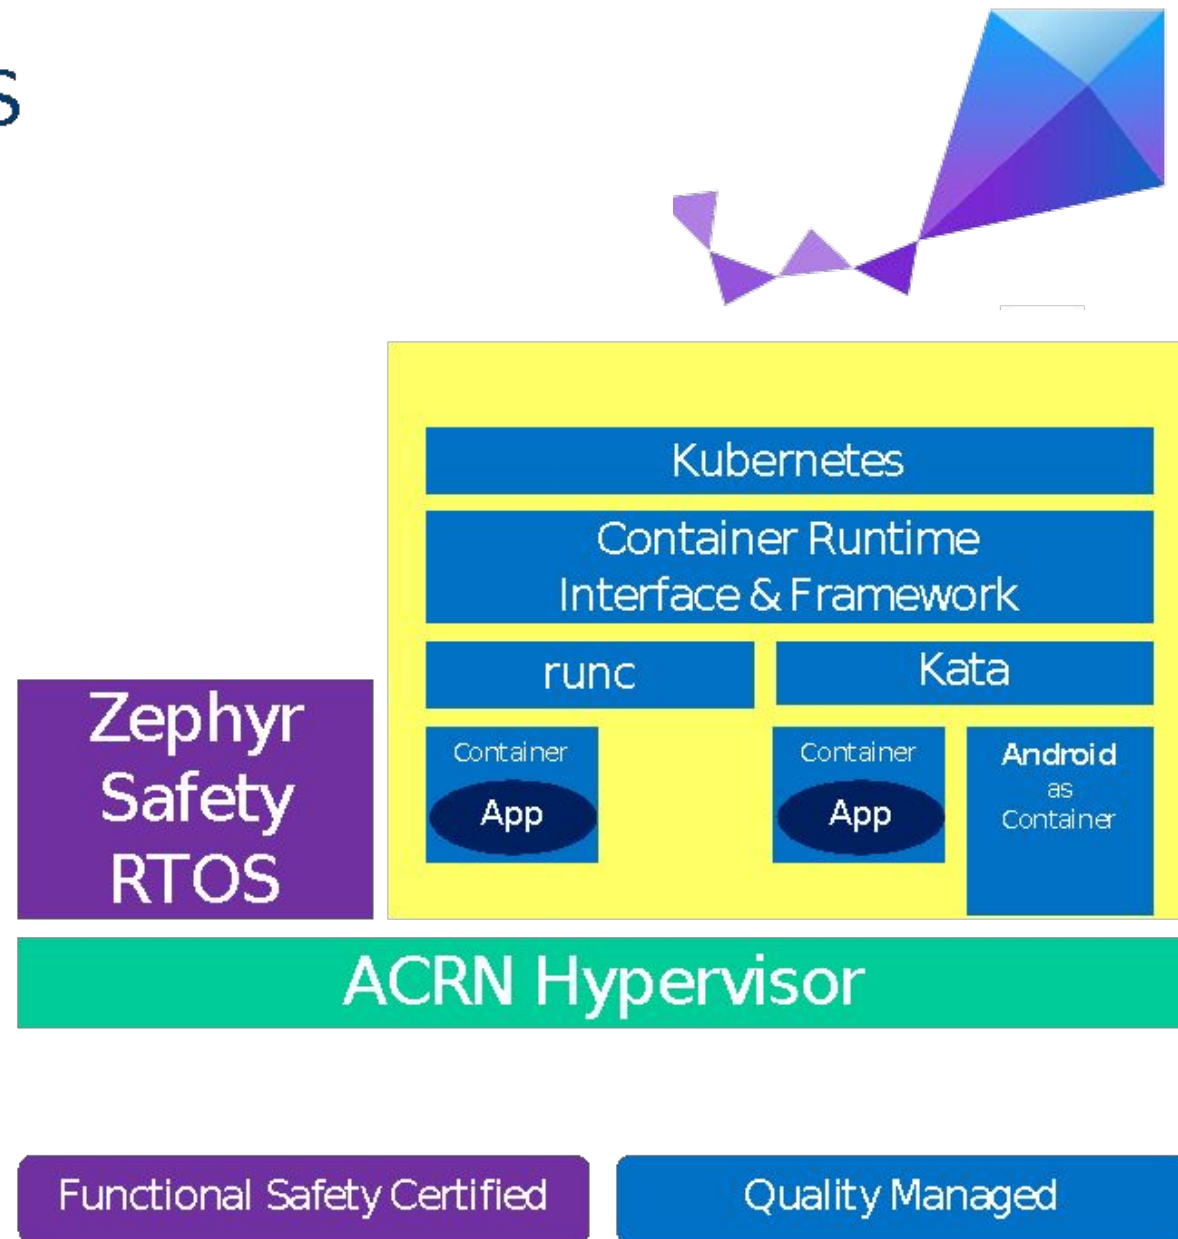 s
Kubernetes
Container Runtime
Interface & Framework
runc
Kata
Zephyr
Safety
RTOS
Container
App
Container
App
Android
as
Container
ACRN Hypervisor
Functional Safety Certified
Quality Managed